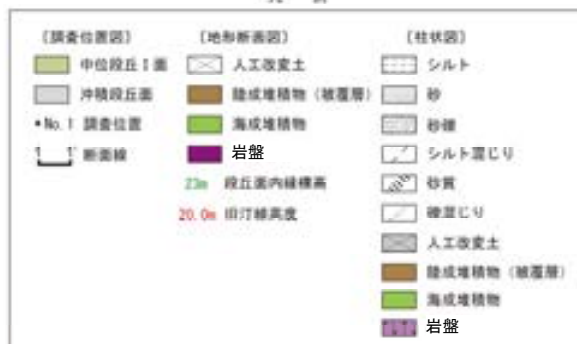 〔調査位置図〕
中位段丘Ⅰ面
沖積段丘面
•No.1 調査位置
1 1' 断面線
〔地形断面図〕
人工改変土
陸成堆積物（被覆層）
海成堆積物
岩盤
23m 段丘面内縁標高
20.0m 旧汀線高度
〔柱状図〕
シルト
砂
砂礫
シルト混じり
砂質
礫混じり
人工改変土
陸成堆積物（被覆層）
海成堆積物
岩盤